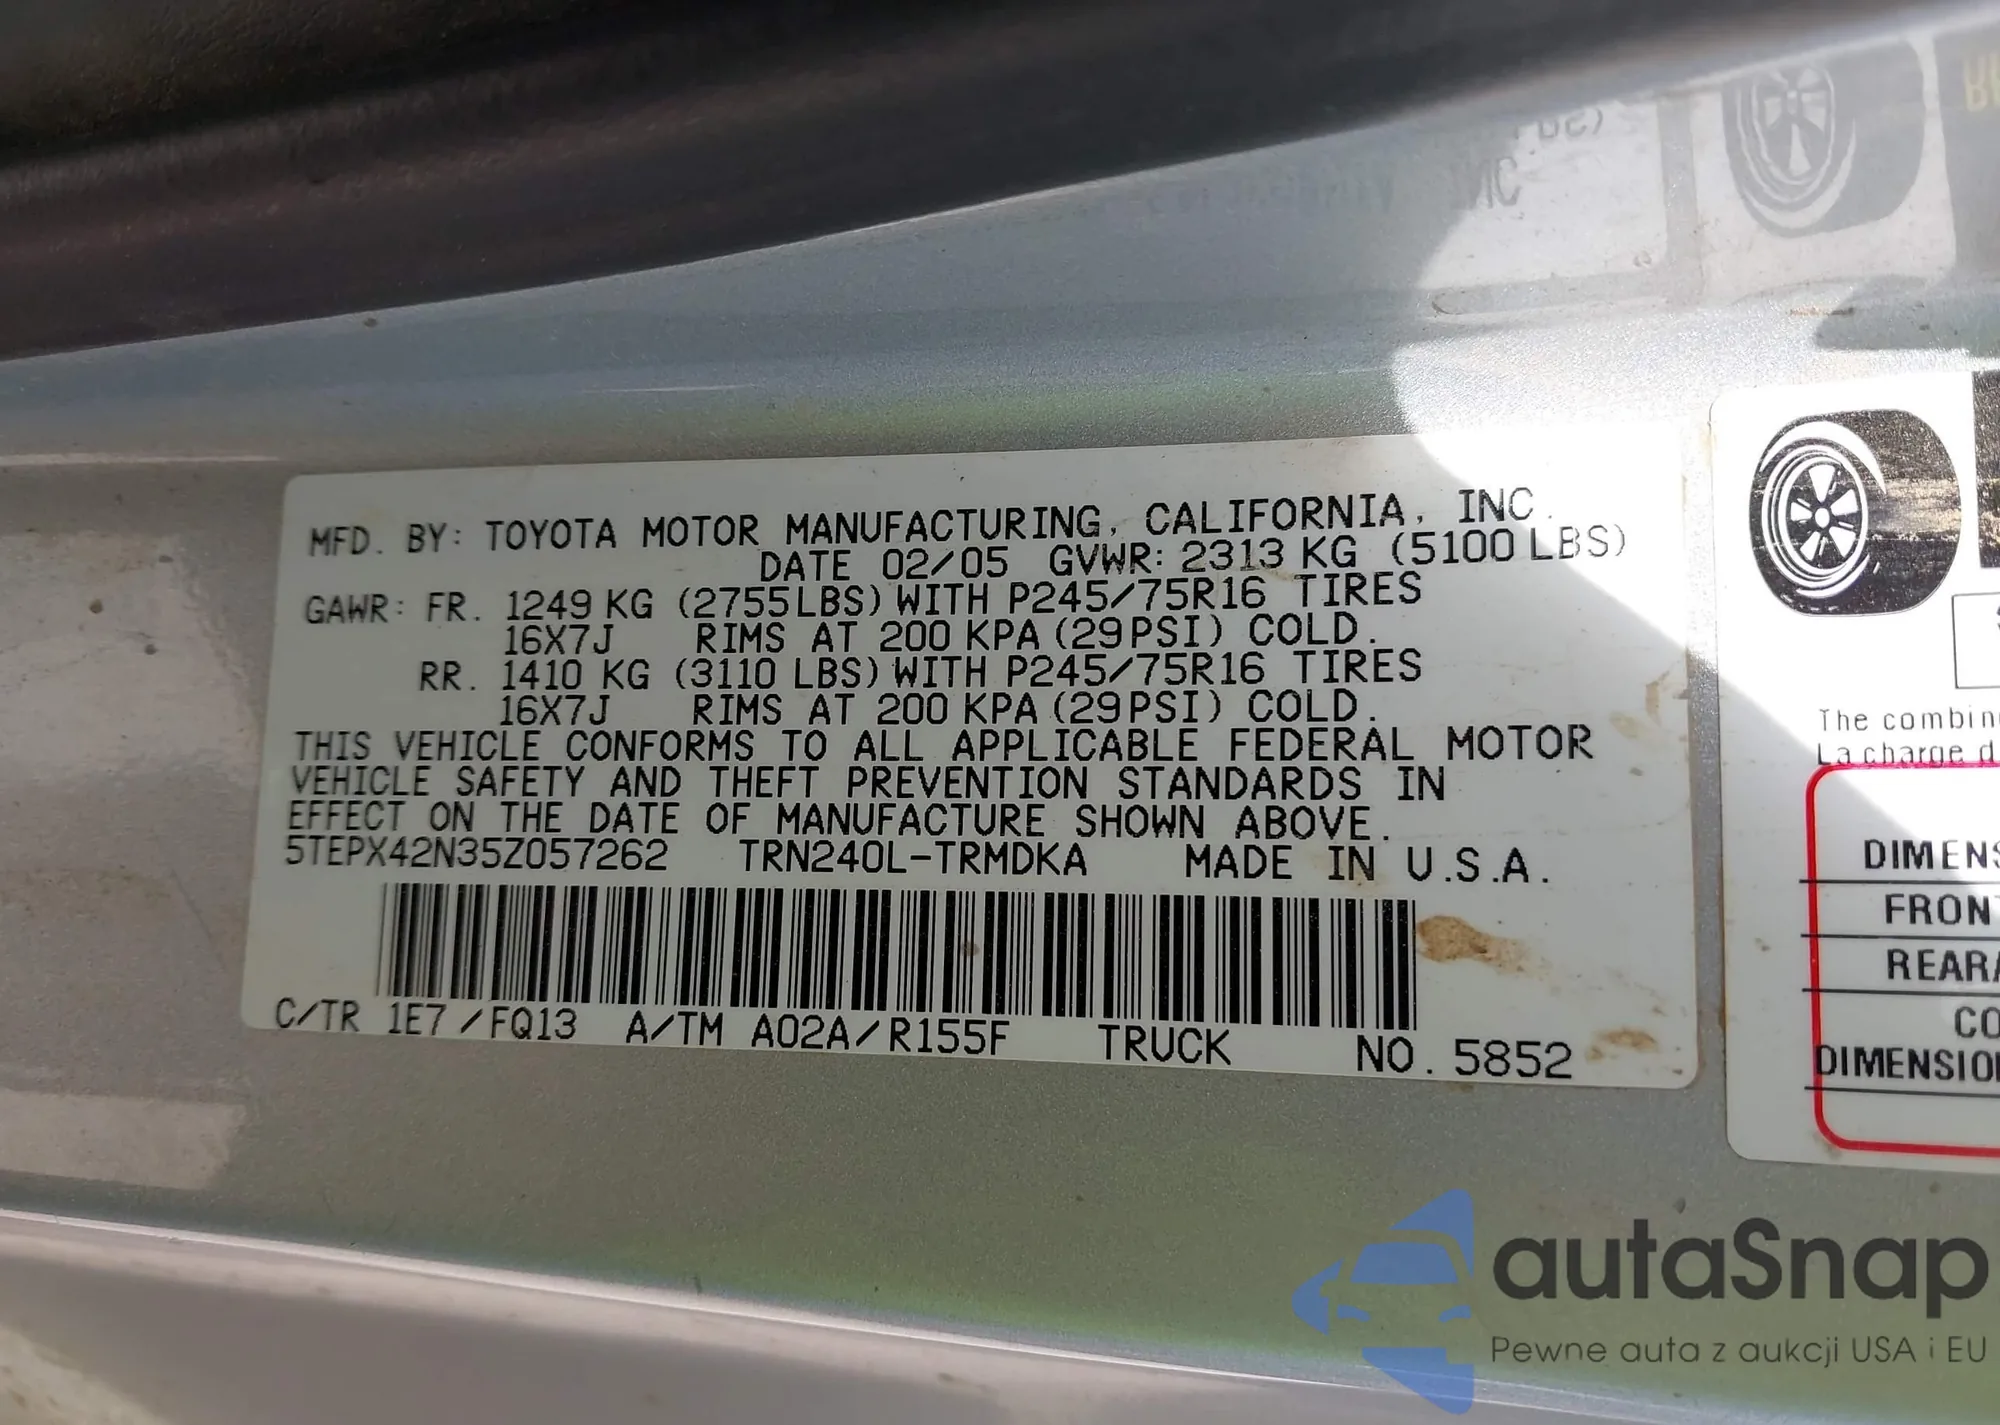 MFD. BY: TOYOTA MOTOR MANUFACTURING, CALIFORNIA, INC.
DATE 02/05 GVWR: 2313 KG (5100 LBS)
GAWR: FR. 1249 KG (2755LBS) WITH P245/75R16 TIRES
16X7J RIMS AT 200 KPA (29PSI) COLD.
RR. 1410 KG (3110 LBS) WITH P245/75R16 TIRES
16X7J RIMS AT 200 KPA (29PSI) COLD.
THIS VEHICLE CONFORMS TO ALL APPLICABLE FEDERAL MOTOR
VEHICLE SAFETY AND THEFT PREVENTION STANDARDS IN
EFFECT ON THE DATE OF MANUFACTURE SHOWN ABOVE.
5TEPX42N35Z057262 TRN240L-TRMDKA MADE IN U.S.A.
C/TR 1E7/FQ13 A/TM A02A/R155F TRUCK NO. 5852
The combin
La charge d
DIMENS
FRON
REAR
CO
DIMENSIO
autaSnap
Pewne auta z aukcji USA i EU